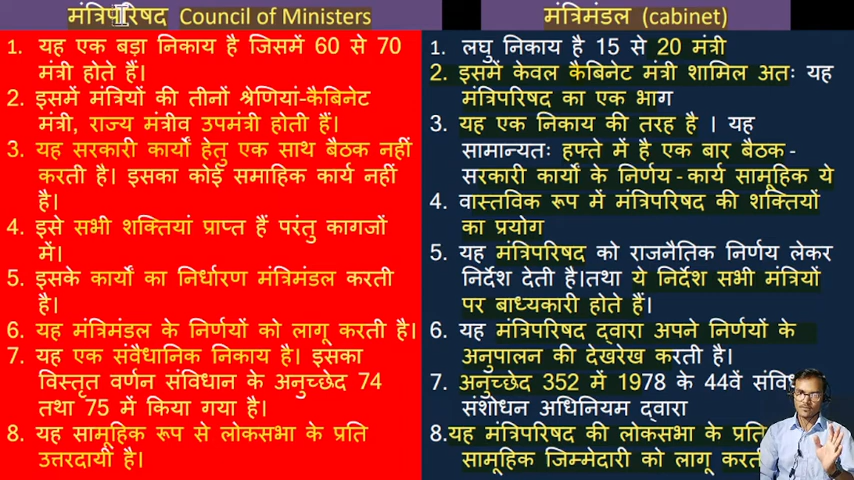 मंत्रिपरिषद Council of Ministers
1. यह एक बड़ा निकाय है जिसमें 60 से 70
मंत्री होते हैं।
2. इसमें मंत्रियों की तीनों श्रेणियां-कैबिनेट
मंत्री, राज्य मंत्रीव उपमंत्री होती हैं।
3. यह सरकारी कार्यों हेतु एक साथ बैठक नहीं
करती है। इसका कोई समाहिक कार्य नहीं
है।
4. इसे सभी शक्तियां प्राप्त हैं परंतु कागजों
में।
5. इसके कार्यों का निर्धारण मंत्रिमंडल करती
है।
6. यह मंत्रिमंडल के निर्णयों को लागू करती है।
7. यह एक संवैधानिक निकाय है। इसका
विस्तृत वर्णन संविधान के अनुच्छेद 74
तथा 75 में किया गया है।
8. यह सामूहिक रूप से लोकसभा के प्रति
उत्तरदायी है।
मंत्रिमंडल (cabinet)
1. लघु निकाय है 15 से 20 मंत्री
2. इसमें केवल कैबिनेट मंत्री शामिल अतः यह
मंत्रिपरिषद का एक भाग
3. यह एक निकाय की तरह है । यह
सामान्यतः हफ्ते में है एक बार बैठक -
सरकारी कार्यों के निर्णय - कार्य सामूहिक ये
4. वास्तविक रूप में मंत्रिपरिषद की शक्तियों
का प्रयोग
5. यह मंत्रिपरिषद को राजनैतिक निर्णय लेकर
निर्देश देती है।तथा ये निर्देश सभी मंत्रियों
पर बाध्यकारी होते हैं।
6. यह मंत्रिपरिषद द्वारा अपने निर्णयों के
अनुपालन की देखरेख करती है।
7. अनुच्छेद 352 में 1978 के 44वें
संशोधन अधिनियम द्वारा
8.यह मंत्रिपरिषद की लोकसभा के प्रति
सामूहिक जिम्मेदारी को लागू